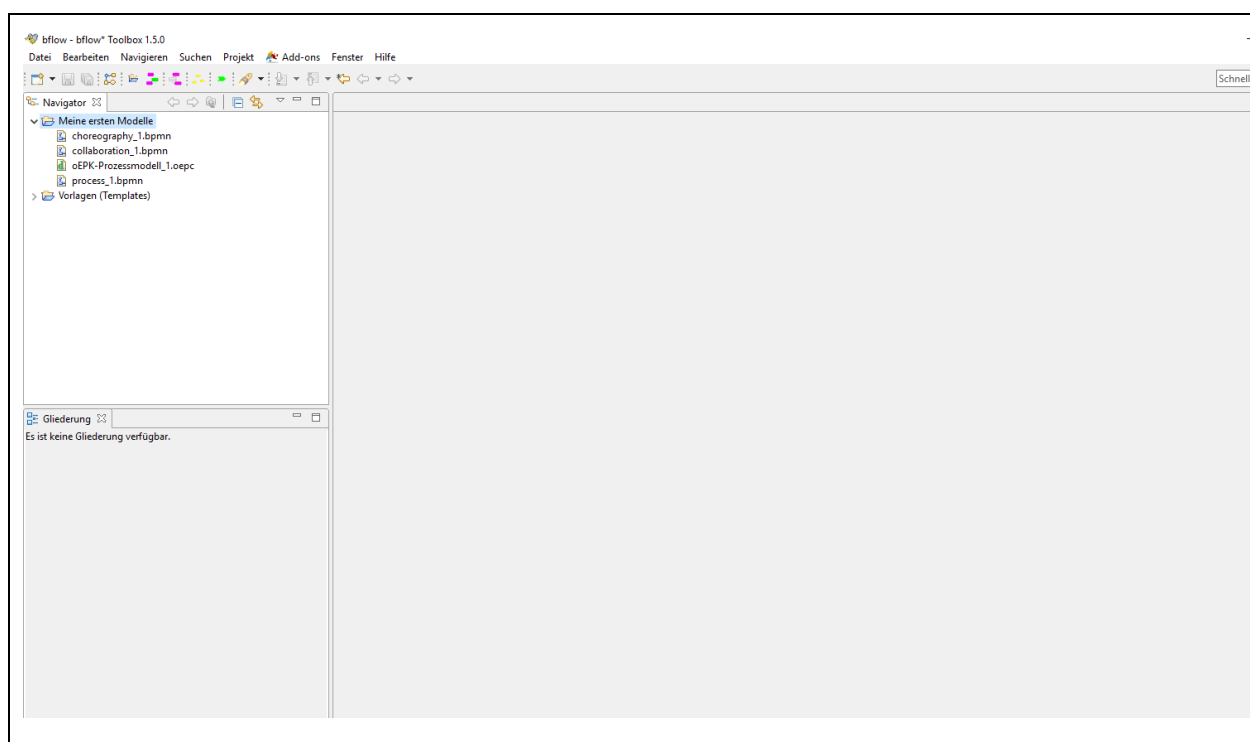 bflow - bflow* Toolbox 1.5.0
Datei Bearbeiten Navigieren Suchen Projekt Add-ons Fenster Hilfe
Schnell
Navigator
Meine ersten Modelle
choreography_1.bpmn
collaboration_1.bpmn
oEPK-Prozessmodell_1.oepc
process_1.bpmn
Vorlagen (Templates)
Gliederung
Es ist keine Gliederung verfügbar.